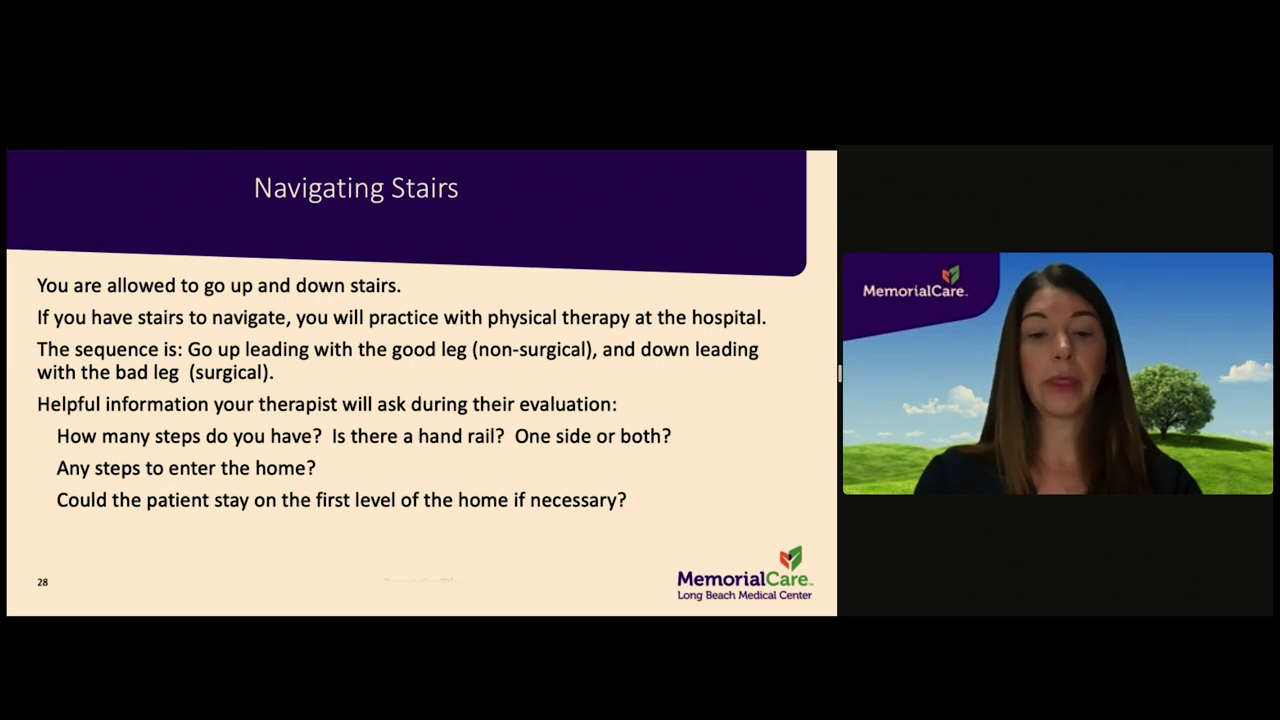 Navigating Stairs
You are allowed to go up and down stairs.
If you have stairs to navigate, you will practice with physical therapy at the hospital.
The sequence is: Go up leading with the good leg (non-surgical), and down leading
with the bad leg (surgical).
Helpful information your therapist will ask during their evaluation:
How many steps do you have? Is there a hand rail? One side or both?
Any steps to enter the home?
Could the patient stay on the first level of the home if necessary?
28
MemorialCare™
Long Beach Medical Center
MemorialCare™